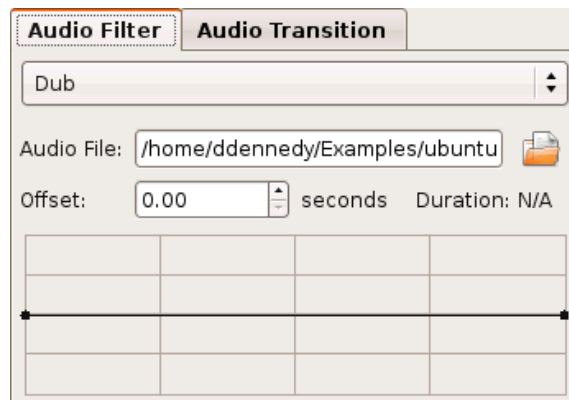 Audio Filter Audio Transition
Dub
Audio File: /home/ddennedy/Examples/ubuntu
Offset: 0.00 seconds Duration: N/A